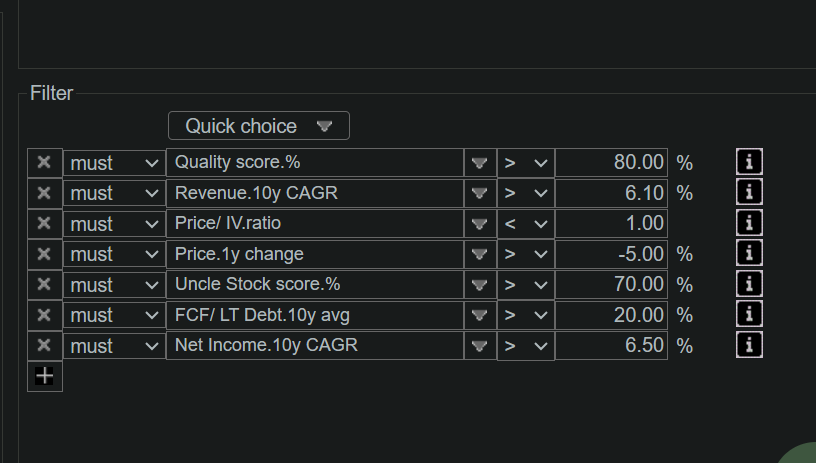 Filter
Quick choice
must Quality score.% > 80.00 %
must Revenue.10y CAGR > 6.10 %
must Price/ IV.ratio < 1.00
must Price.1y change > -5.00 %
must Uncle Stock score.% > 70.00 %
must FCF/ LT Debt.10y avg > 20.00 %
must Net Income.10y CAGR > 6.50 %